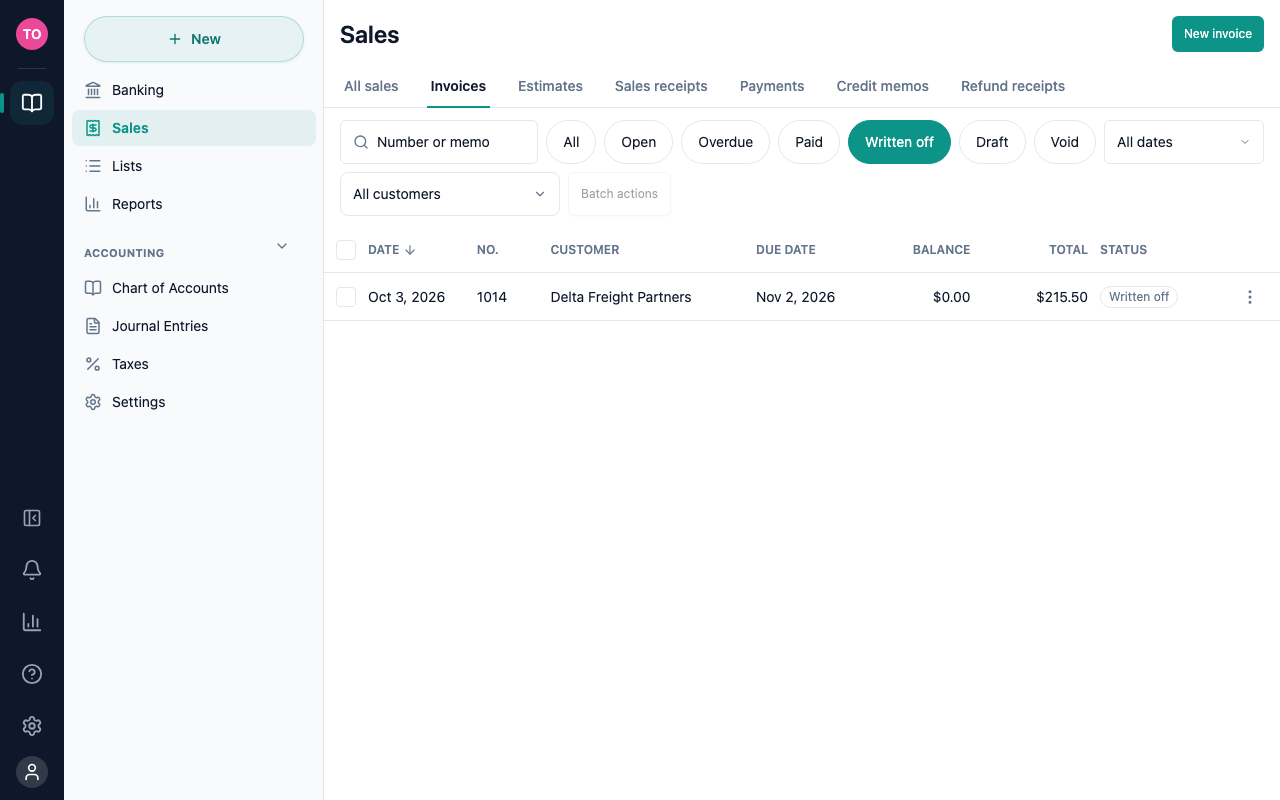 TO
New
Banking
Sales
Lists
Reports
ACCOUNTING
Chart of Accounts
Journal Entries
Taxes
Settings
Sales
New invoice
All sales Invoices Estimates Sales receipts Payments Credit memos Refund receipts
Number or memo All Open Overdue Paid Written off Draft Void All dates
All customers Batch actions
DATE NO. CUSTOMER DUE DATE BALANCE TOTAL STATUS
Oct 3, 2026 1014 Delta Freight Partners Nov 2, 2026 $0.00 $215.50 Written off